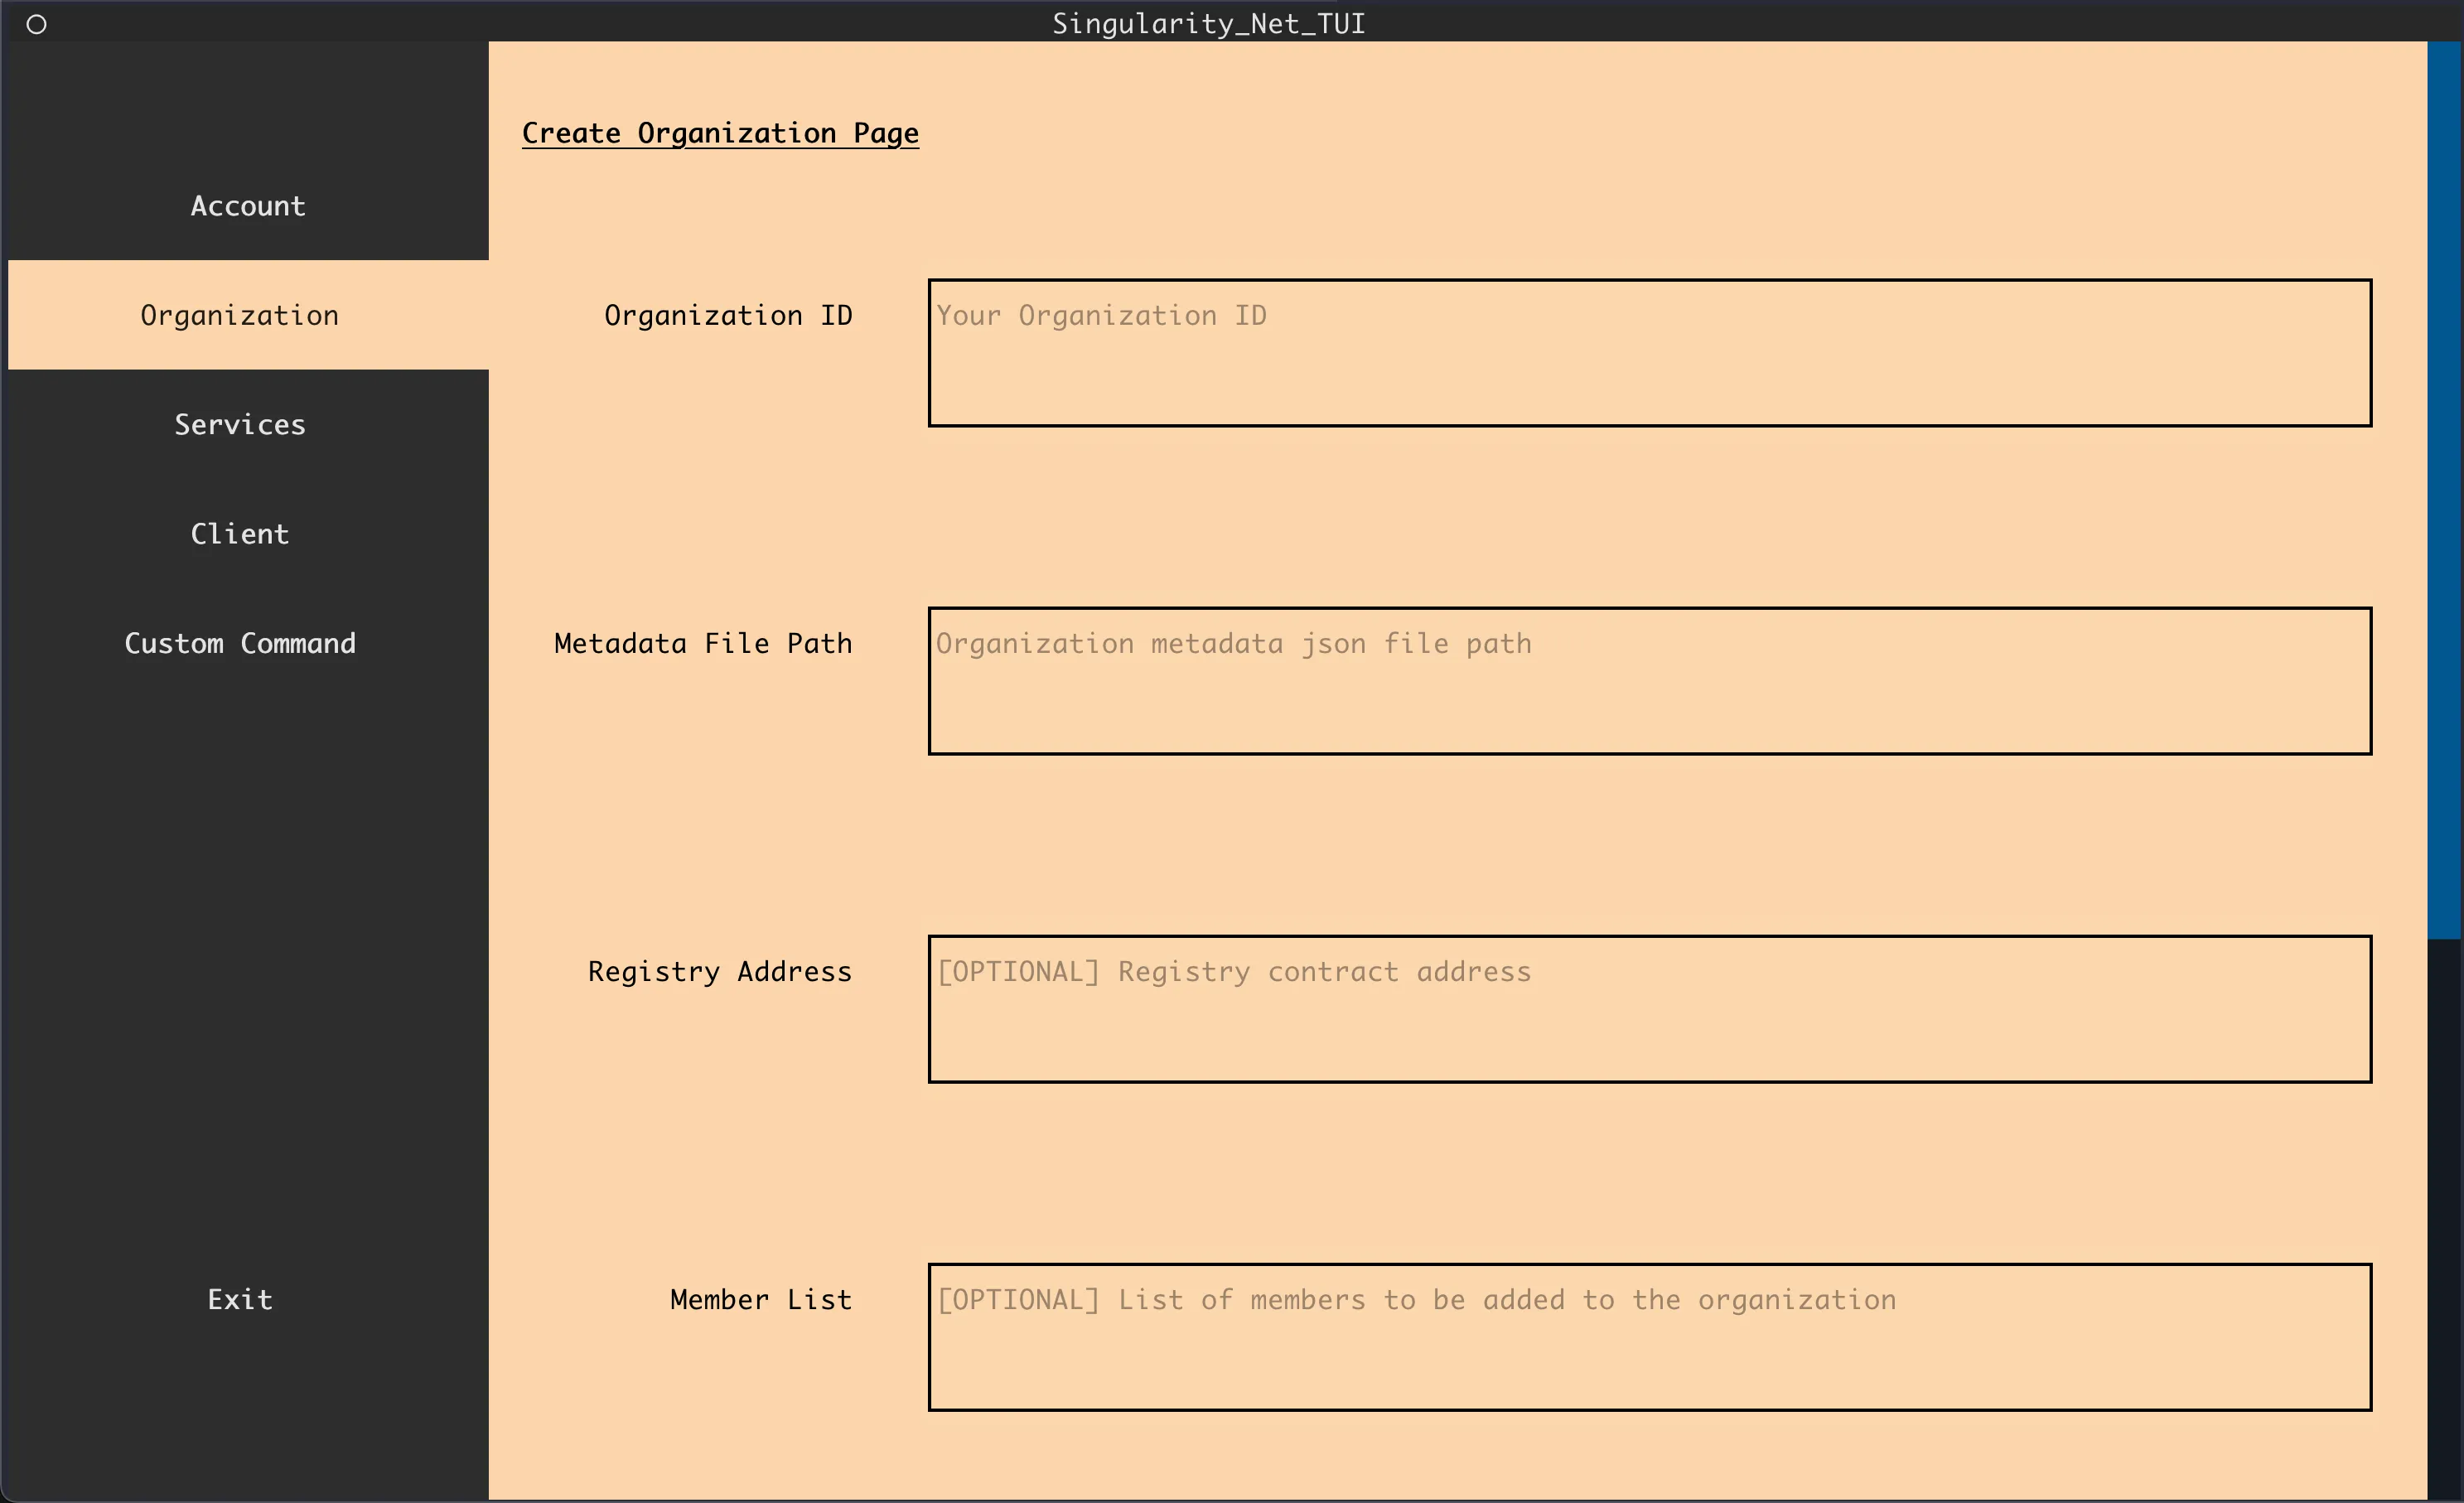 Singularity_Net_TUI
Account
Organization
Services
Client
Custom Command
Exit
Create Organization Page
Organization ID
Your Organization ID
Metadata File Path
Organization metadata json file path
Registry Address
[OPTIONAL] Registry contract address
Member List
[OPTIONAL] List of members to be added to the organization